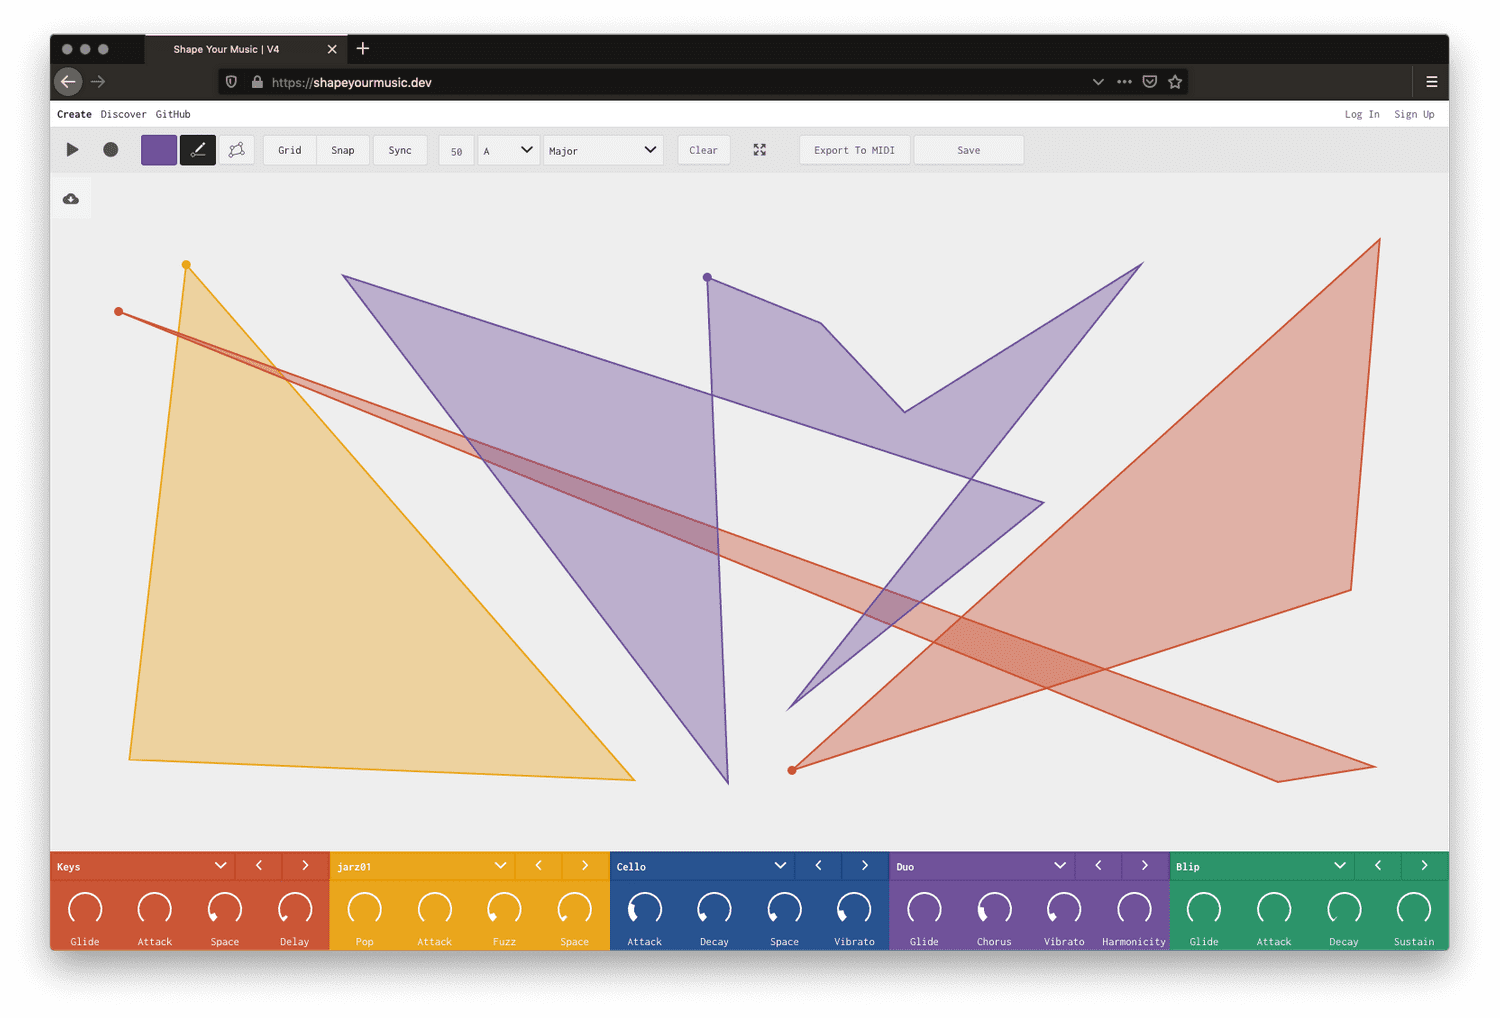 Shape Your Music | V4
https://shapeyourmusic.dev
Create Discover GitHub Log In Sign Up
Grid Snap Sync 50 A Major Clear Export To MIDI Save
Keys jarz01 Cello Duo Blip
Glide Attack Space Delay Pop Attack Fuzz Space Attack Decay Space Vibrato Glide Chorus Vibrato Harmonicity Glide Attack Decay Sustain